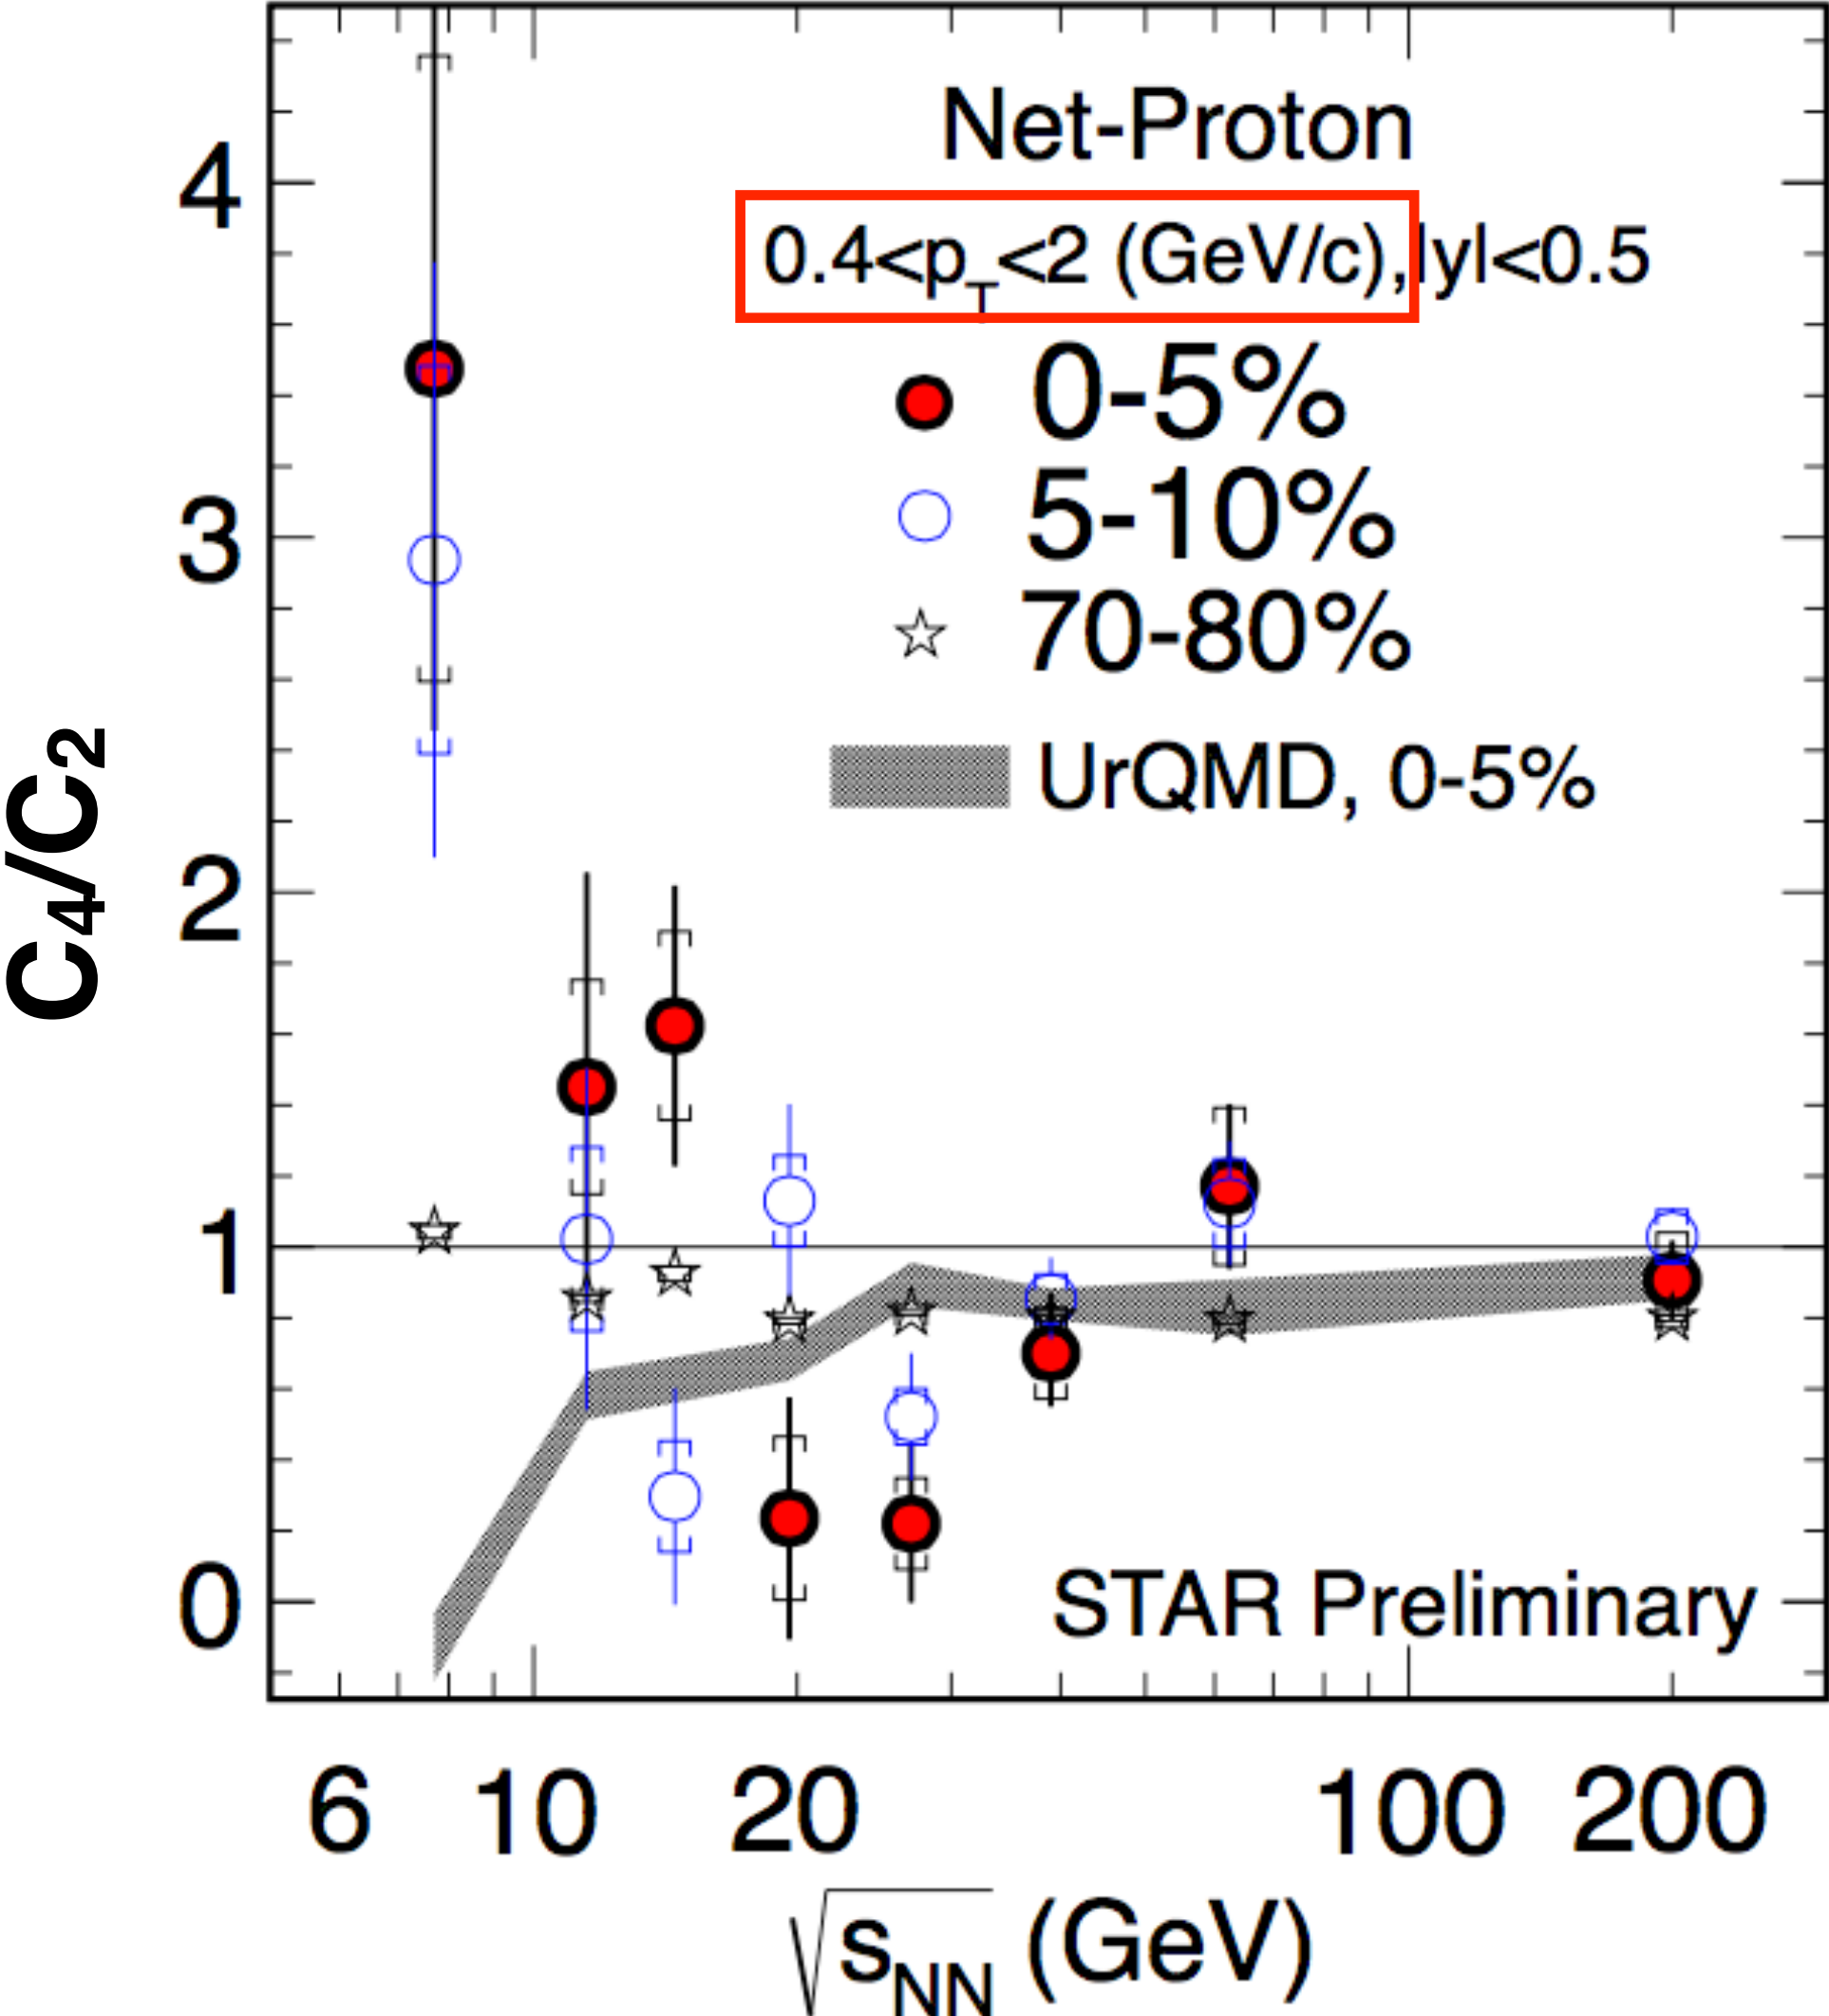 Net-Proton
0.4<pT<2 (GeV/c),|y|<0.5
0-5%
5-10%
70-80%
UrQMD, 0-5%
STAR Preliminary
C4/C2
4
3
2
1
0
6 10 20 100 200
√sNN (GeV)